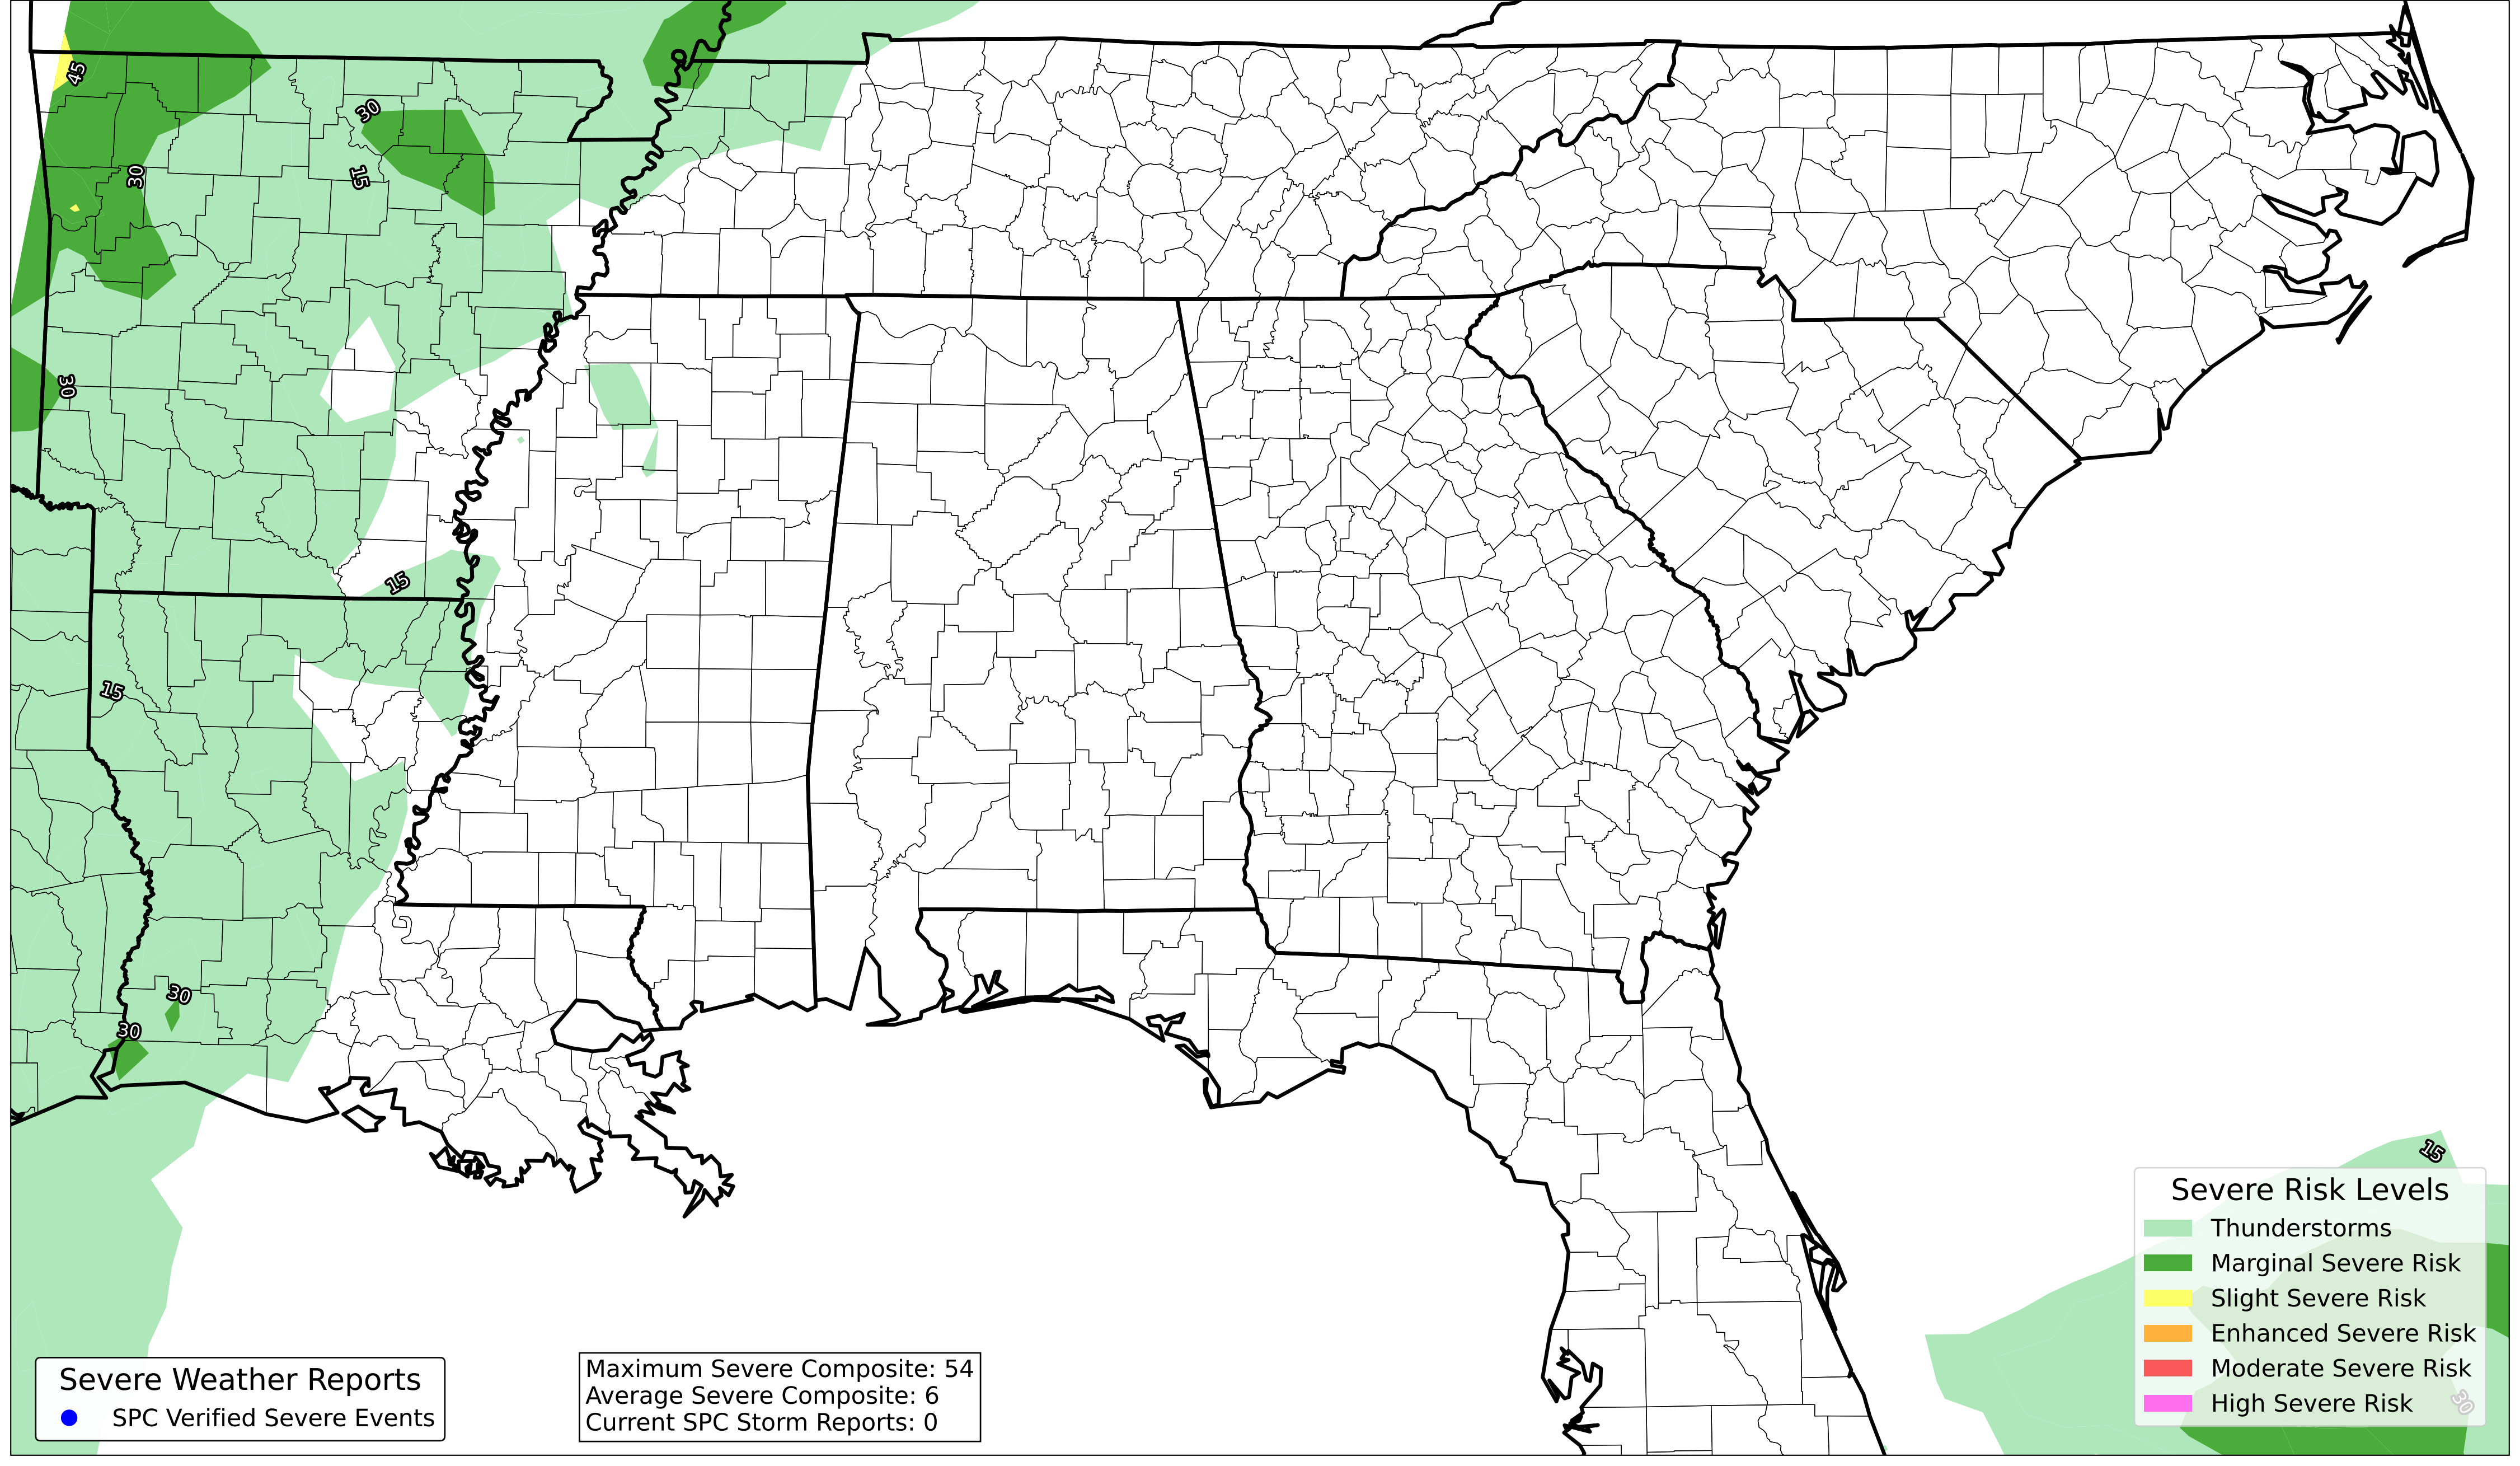 45
30
30
15
30
15
15
30
30
15
Severe Risk Levels
Thunderstorms
Marginal Severe Risk
Slight Severe Risk
Enhanced Severe Risk
Moderate Severe Risk
High Severe Risk
30
Severe Weather Reports
SPC Verified Severe Events
Maximum Severe Composite: 54
Average Severe Composite: 6
Current SPC Storm Reports: 0